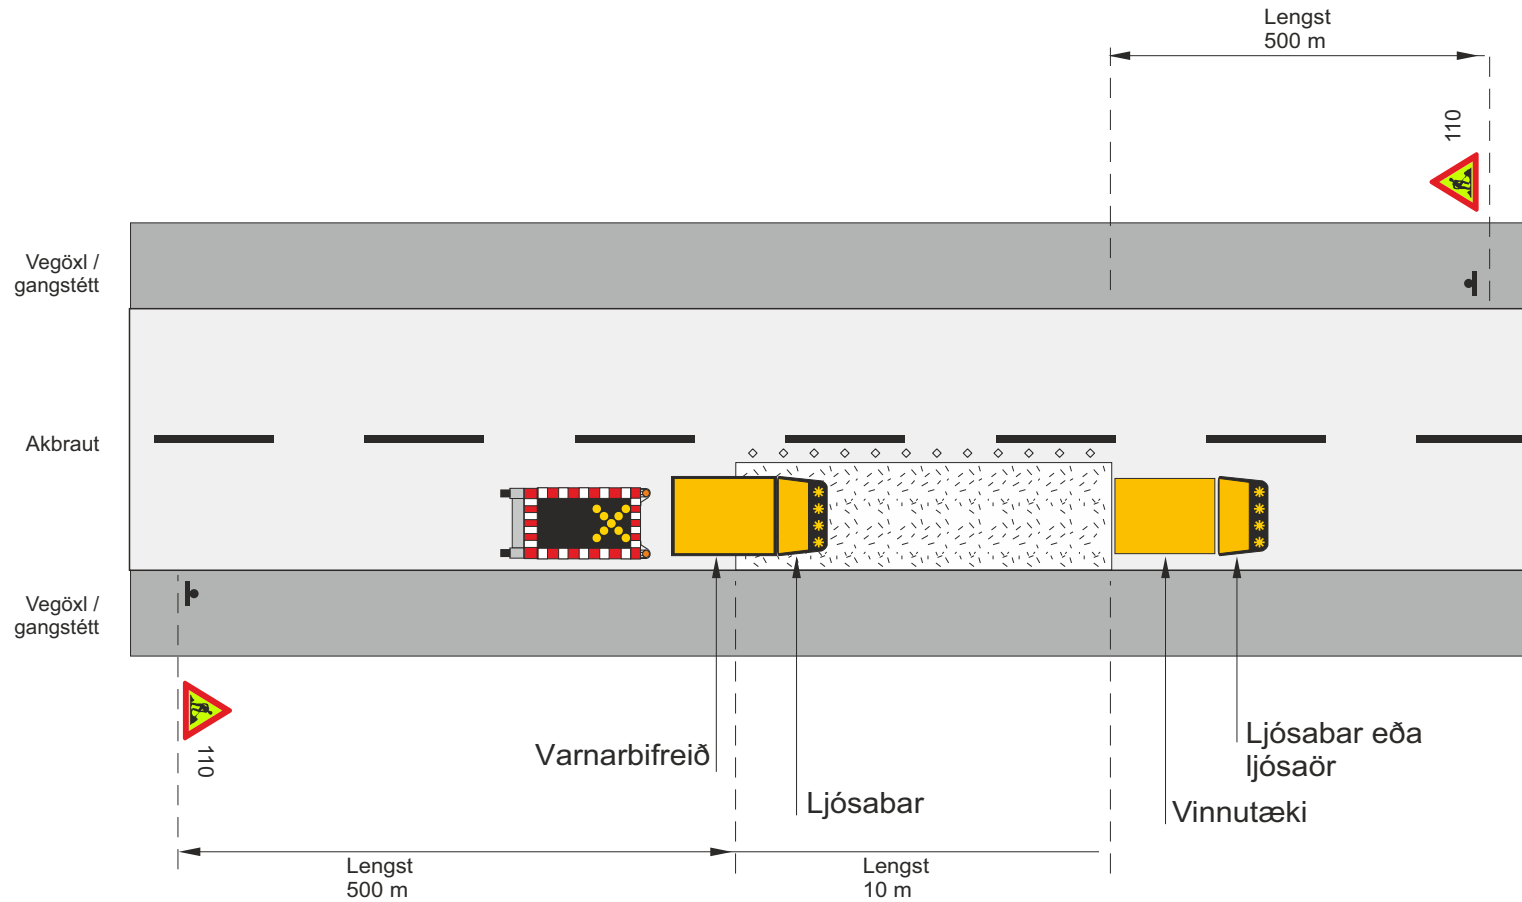 Lengst
500 m
110
Vegöxl /
gangstétt
Akbraut
Vegöxl /
gangstétt
110
Varnarbifreið
Ljósabar
Ljósabar eða
ljósaör
Vinnutæki
Lengst
500 m
Lengst
10 m